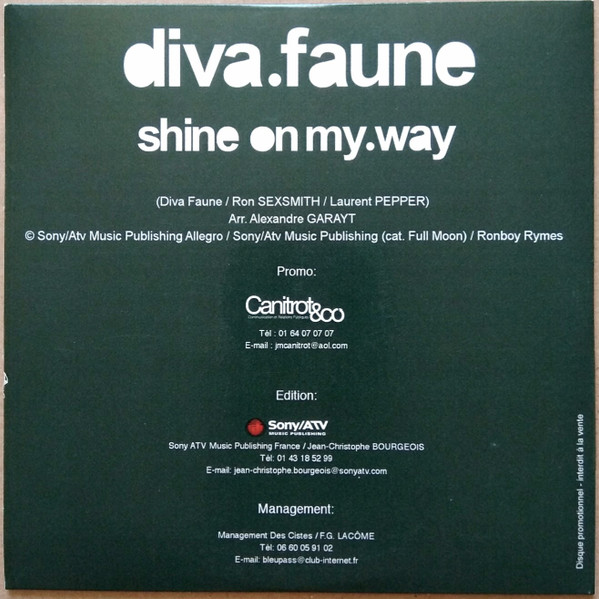 diva.faune
shine on my.way
(Diva Faune / Ron SEXSMITH / Laurent PEPPER)
Arr. Alexandre GARAYT
© Sony/Atv Music Publishing Allegro / Sony/Atv Music Publishing (cat. Full Moon) / Ronboy Rymes
Promo:
Canitrot&co
Communication et Relations Publiques
Tél : 01 64 07 07 07
E-mail : jmcanitrot@aol.com
Edition:
Sony/ATV
MUSIC PUBLISHING
Sony ATV Music Publishing France / Jean-Christophe BOURGEOIS
Tél: 01 43 18 52 99
E-mail: jean-christophe.bourgeois@sonyatv.com
Management:
Management Des Cistes / F.G. LACÔME
Tél: 06 60 05 91 02
E-mail: bleupass@club-internet.fr
Disque promotionnel - interdit à la vente